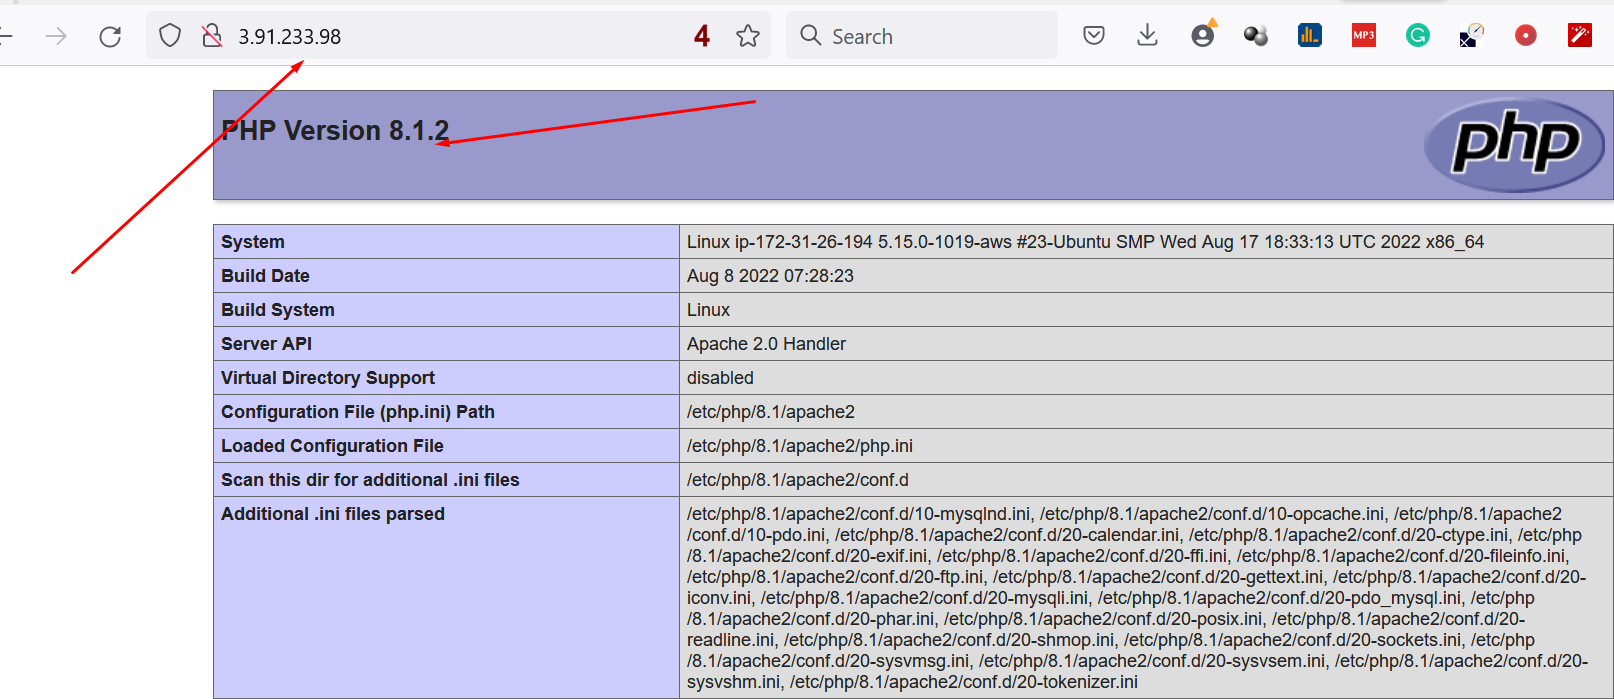 3.91.233.98
4
Search
MP3
PHP Version 8.1.2
php
System
Linux ip-172-31-26-194 5.15.0-1019-aws #23-Ubuntu SMP Wed Aug 17 18:33:13 UTC 2022 x86_64
Build Date
Aug 8 2022 07:28:23
Build System
Linux
Server API
Apache 2.0 Handler
Virtual Directory Support
disabled
Configuration File (php.ini) Path
/etc/php/8.1/apache2
Loaded Configuration File
/etc/php/8.1/apache2/php.ini
Scan this dir for additional .ini files
/etc/php/8.1/apache2/conf.d
Additional .ini files parsed
/etc/php/8.1/apache2/conf.d/10-mysqlnd.ini, /etc/php/8.1/apache2/conf.d/10-opcache.ini, /etc/php/8.1/apache2
/conf.d/10-pdo.ini, /etc/php/8.1/apache2/conf.d/20-calendar.ini, /etc/php/8.1/apache2/conf.d/20-ctype.ini, /etc/php
/8.1/apache2/conf.d/20-exif.ini, /etc/php/8.1/apache2/conf.d/20-ffi.ini, /etc/php/8.1/apache2/conf.d/20-fileinfo.ini,
/etc/php/8.1/apache2/conf.d/20-ftp.ini, /etc/php/8.1/apache2/conf.d/20-gettext.ini, /etc/php/8.1/apache2/conf.d/20-
iconv.ini, /etc/php/8.1/apache2/conf.d/20-mysqli.ini, /etc/php/8.1/apache2/conf.d/20-pdo_mysql.ini, /etc/php
/8.1/apache2/conf.d/20-phar.ini, /etc/php/8.1/apache2/conf.d/20-posix.ini, /etc/php/8.1/apache2/conf.d/20-
readline.ini, /etc/php/8.1/apache2/conf.d/20-shmop.ini, /etc/php/8.1/apache2/conf.d/20-sockets.ini, /etc/php
/8.1/apache2/conf.d/20-sysvmsg.ini, /etc/php/8.1/apache2/conf.d/20-sysvsem.ini, /etc/php/8.1/apache2/conf.d/20-
sysvshm.ini, /etc/php/8.1/apache2/conf.d/20-tokenizer.ini